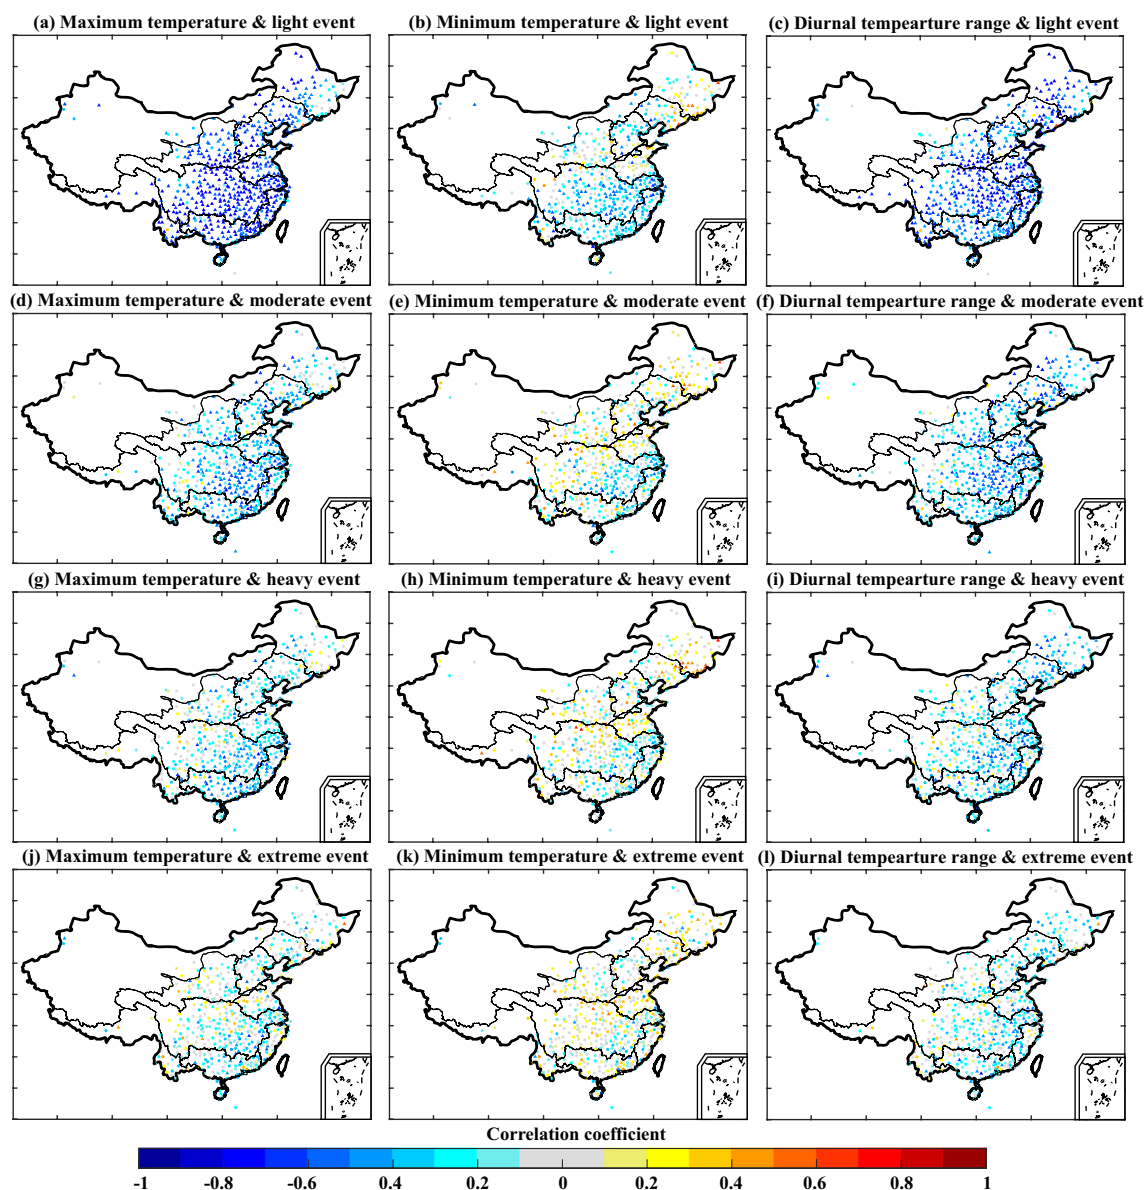 (a) Maximum temperature & light event
(b) Minimum temperature & light event
(c) Diurnal tempearture range & light event
(d) Maximum temperature & moderate event
(e) Minimum temperature & moderate event
(f) Diurnal tempearture range & moderate event
(g) Maximum temperature & heavy event
(h) Minimum temperature & heavy event
(i) Diurnal tempearture range & heavy event
(j) Maximum temperature & extreme event
(k) Minimum temperature & extreme event
(l) Diurnal tempearture range & extreme event
Correlation coefficient
-1 -0.8 -0.6 0.4 0.2 0 0.2 0.4 0.6 0.8 1